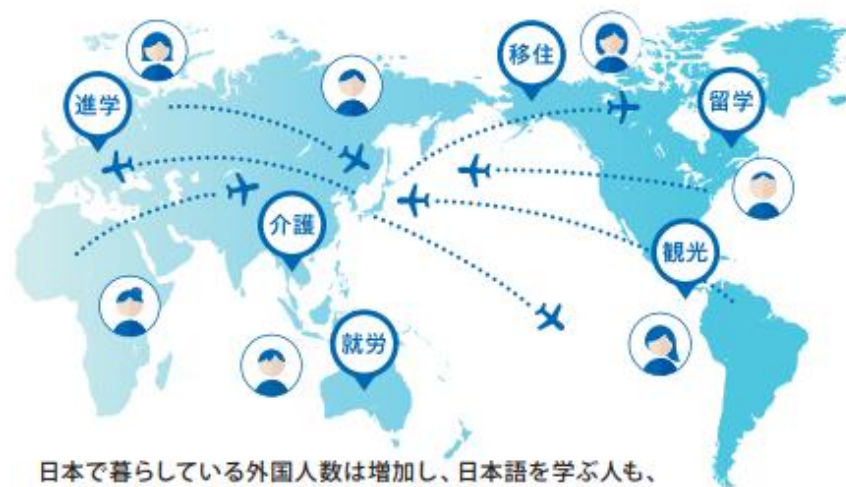 移住
進学
留学
介護
観光
就労
日本で暮らしている外国人数は増加し、日本語を学ぶ人も、